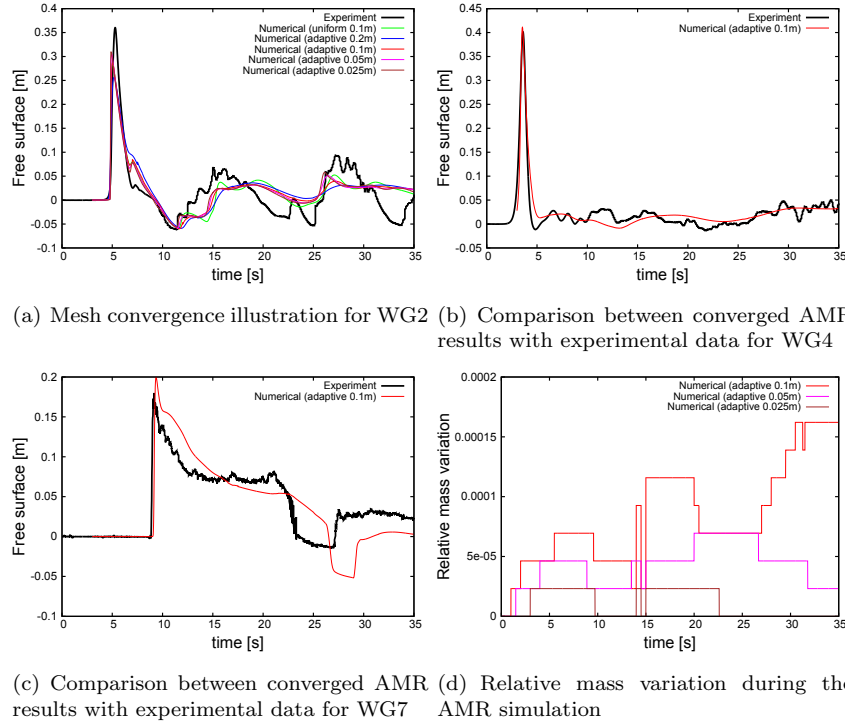 Experiment
Numerical (uniform 0.1m)
Numerical (adaptive 0.2m)
Numerical (adaptive 0.1m)
Numerical (adaptive 0.05m)
Numerical (adaptive 0.025m)
Free surface [m]
0.4
0.35
0.3
0.25
0.2
0.15
0.1
0.05
0
-0.05
-0.1
0 5 10 15 20 25 30 35
time [s]
(a) Mesh convergence illustration for WG2
Experiment
Numerical (adaptive 0.1m)
Free surface [m]
0.45
0.4
0.35
0.3
0.25
0.2
0.15
0.1
0.05
0
-0.05
0 5 10 15 20 25 30 35
time [s]
(b) Comparison between converged AMR
results with experimental data for WG4
Experiment
Numerical (adaptive 0.1m)
Free surface [m]
0.2
0.15
0.1
0.05
0
-0.05
-0.1
0 5 10 15 20 25 30 35
time [s]
(c) Comparison between converged AMR
results with experimental data for WG7
Numerical (adaptive 0.1m)
Numerical (adaptive 0.05m)
Numerical (adaptive 0.025m)
Relative mass variation
0.0002
0.00015
0.0001
5e-05
0
0 5 10 15 20 25 30 35
time [s]
(d) Relative mass variation during the
AMR simulation